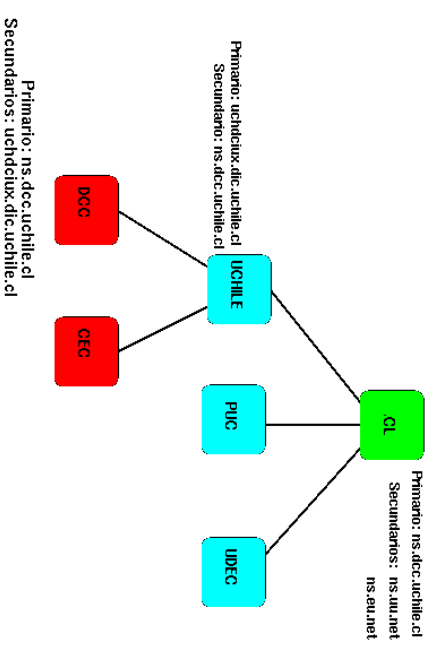 .CL
Primario: ns.dcc.uchile.cl
Secundarios: ns.uu.net
ns.eu.net
Primario: uchdciux.dic.uchile.cl
Secundario: ns.dcc.uchile.cl
UCHILE
PUC
UDEC
DCC
CEC
Primario: ns.dcc.uchile.cl
Secundarios: uchdciux.dic.uchile.cl